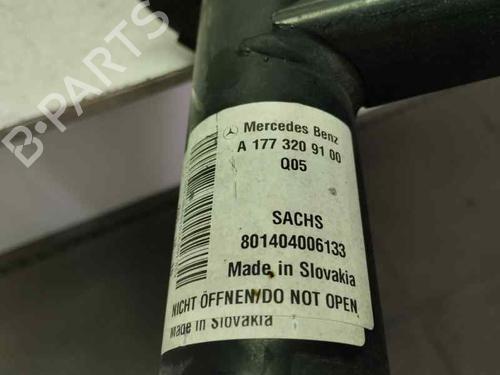 B-PARTS
Mercedes Benz
A 177 320 91 00
Q05
SACHS
801404006133
Made in Slovakia
NICHT ÖFFNEN/DO NOT OPEN
Made in Slovakia